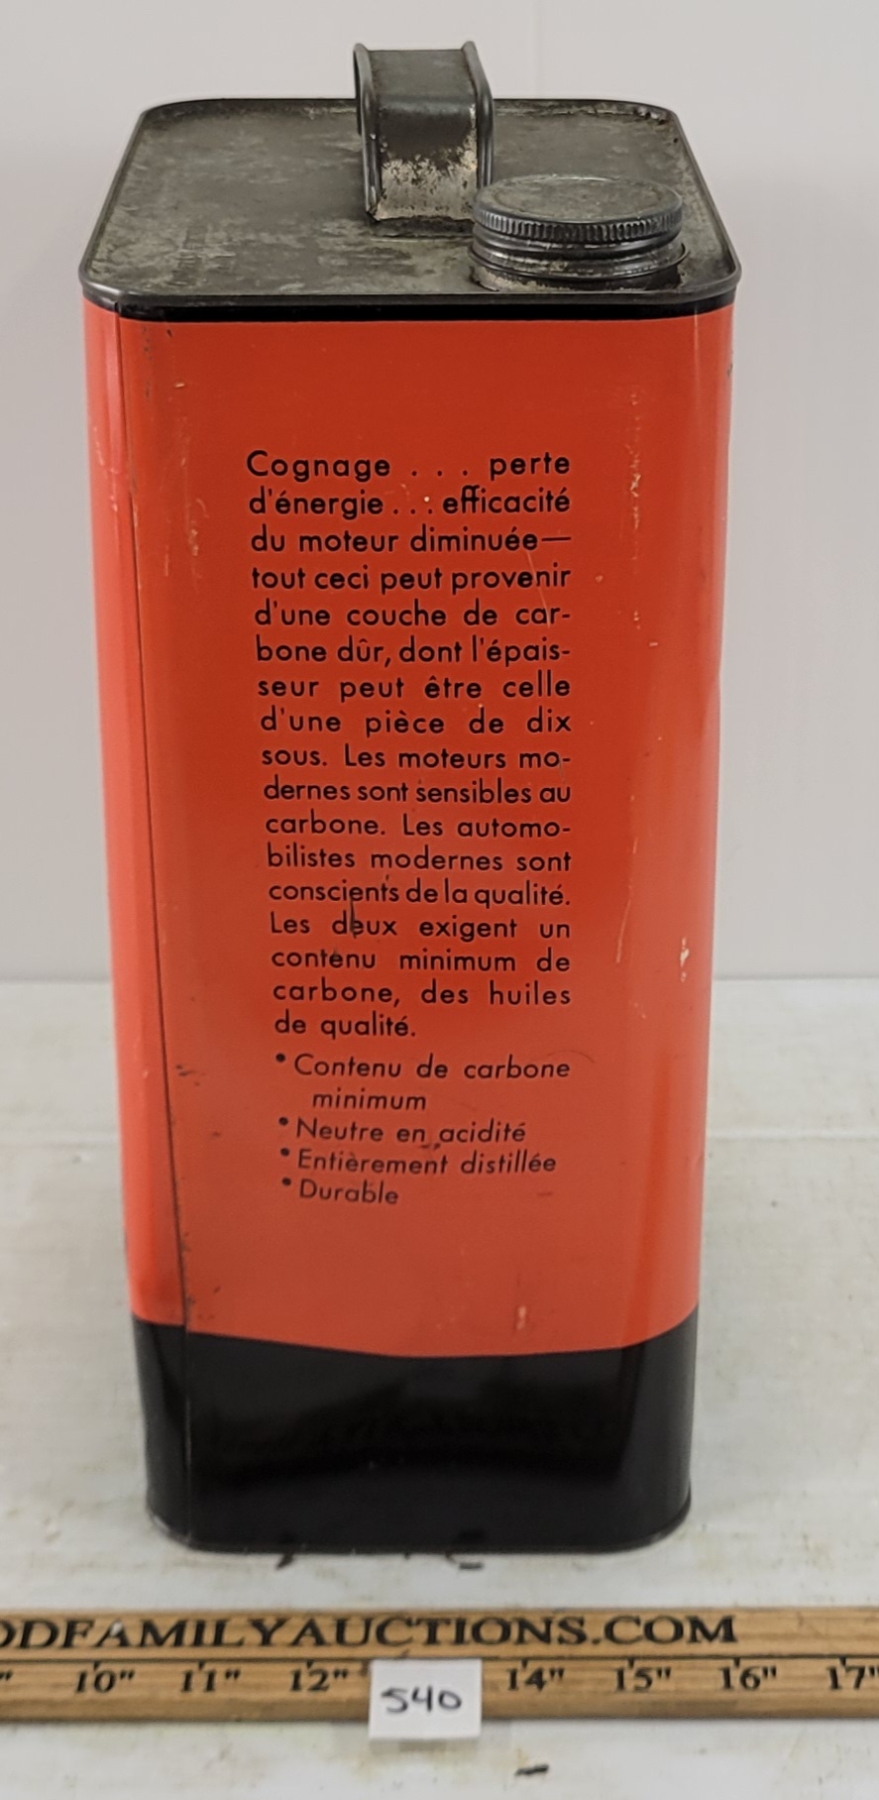 Cognage . . . perte
d'énergie . . . efficacité
du moteur diminuée—
tout ceci peut provenir
d'une couche de car-
bone dûr, dont l'épais-
seur peut être celle
d'une pièce de dix
sous. Les moteurs mo-
dernes sont sensibles au
carbone. Les automo-
bilistes modernes sont
conscients de la qualité.
Les deux exigent un
contenu minimum de
carbone, des huiles
de qualité.
• Contenu de carbone
minimum
• Neutre en acidité
• Entièrement distillée
• Durable
ODFAMILYAUCTIONS.COM
10" 11" 12" 14" 15" 16" 17"
540